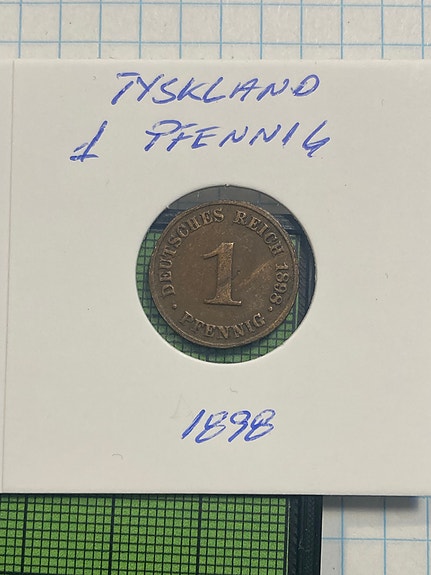 TYSKLAND
1 PFENNIG
DEUTSCHES REICH 1898
1
PFENNIG
1898